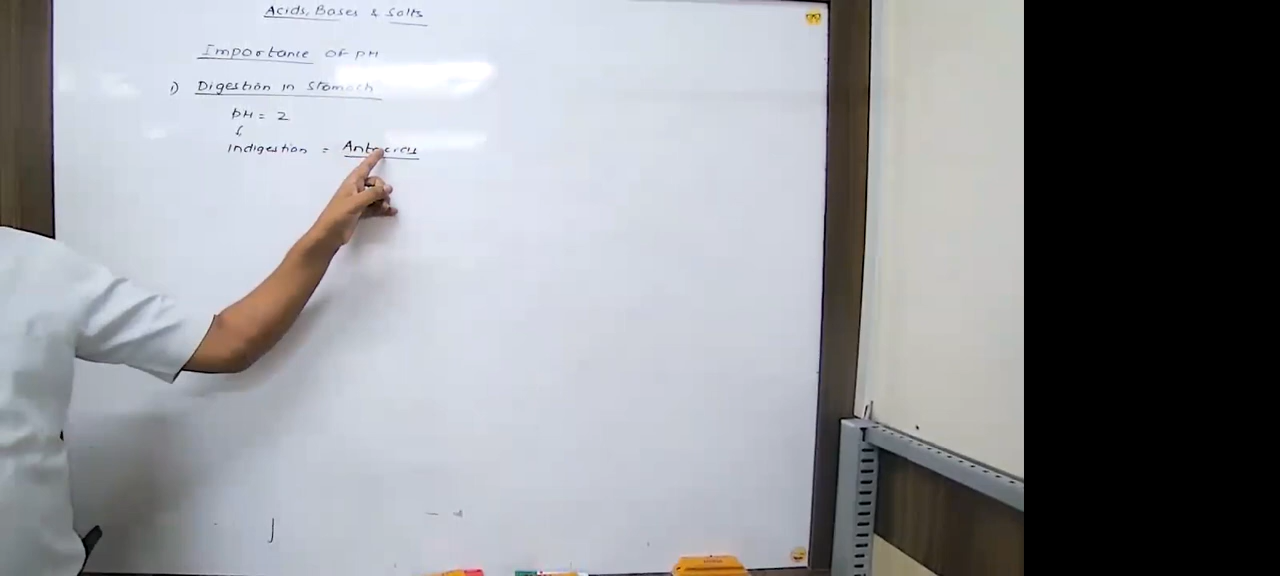 Acids, Bases & Salts
Importance of pH
1) Digestion in Stomach
pH = 2
Indigestion =